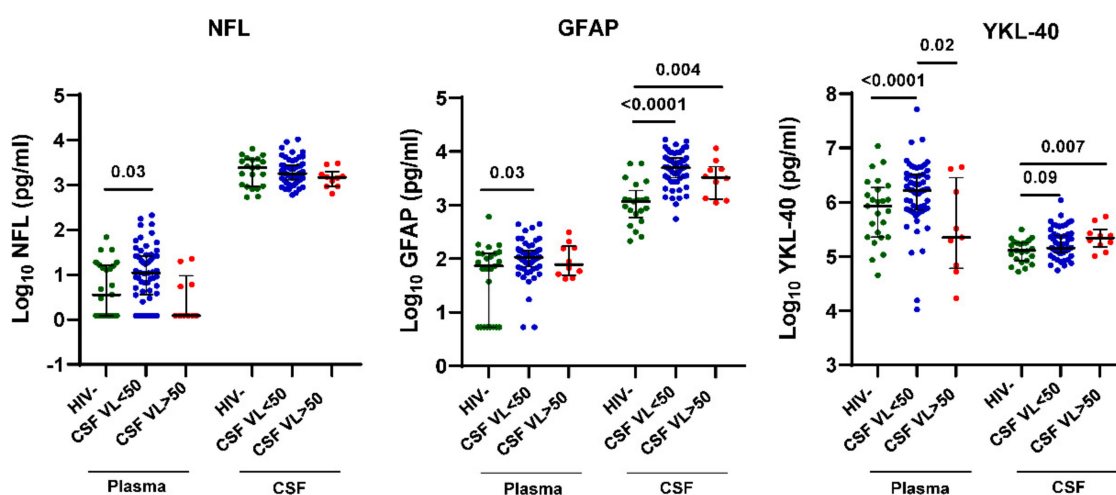 NFL
Log10 NFL (pg/ml)
5
4
3
2
1
0
-1
0.03
HIV-
CSF VL<50
CSF VL>50
HIV-
CSF VL<50
CSF VL>50
Plasma
CSF
GFAP
Log10 GFAP (pg/ml)
5
4
3
2
1
0
0.03
<0.0001
0.004
HIV-
CSF VL<50
CSF VL>50
HIV-
CSF VL<50
CSF VL>50
Plasma
CSF
YKL-40
Log10 YKL-40 (pg/ml)
8
7
6
5
4
3
<0.0001
0.02
0.09
0.007
HIV-
CSF VL<50
CSF VL>50
HIV-
CSF VL<50
CSF VL>50
Plasma
CSF